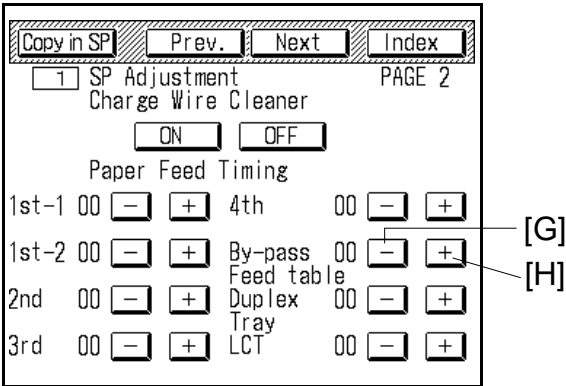 Copy in SP Prev. Next Index
1 SP Adjustment PAGE 2
Charge Wire Cleaner
ON OFF
Paper Feed Timing
1st-1 00 − + 4th 00 − +
1st-2 00 − + By-pass Feed table 00 − +
2nd 00 − + Duplex Tray 00 − +
3rd 00 − + LCT 00 − +
[G]
[H]